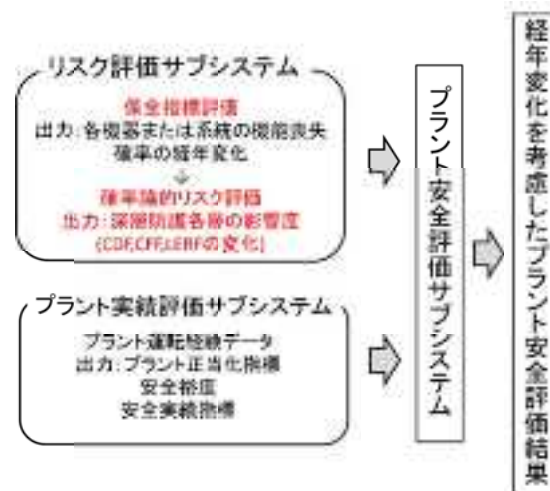 リスク評価サブシステム
保全指標評価
出力:各機器または系統の機能喪失
確率の経年変化
確率論的リスク評価
出力:深層防護各層の影響度
(CDF,CFF,LERFの変化)
プラント実績評価サブシステム
プラント運転経験データ
出力:プラント正当化指標
安全裕度
安全実績指標
プラント安全評価サブシステム
経年変化を考慮したプラント安全評価結果